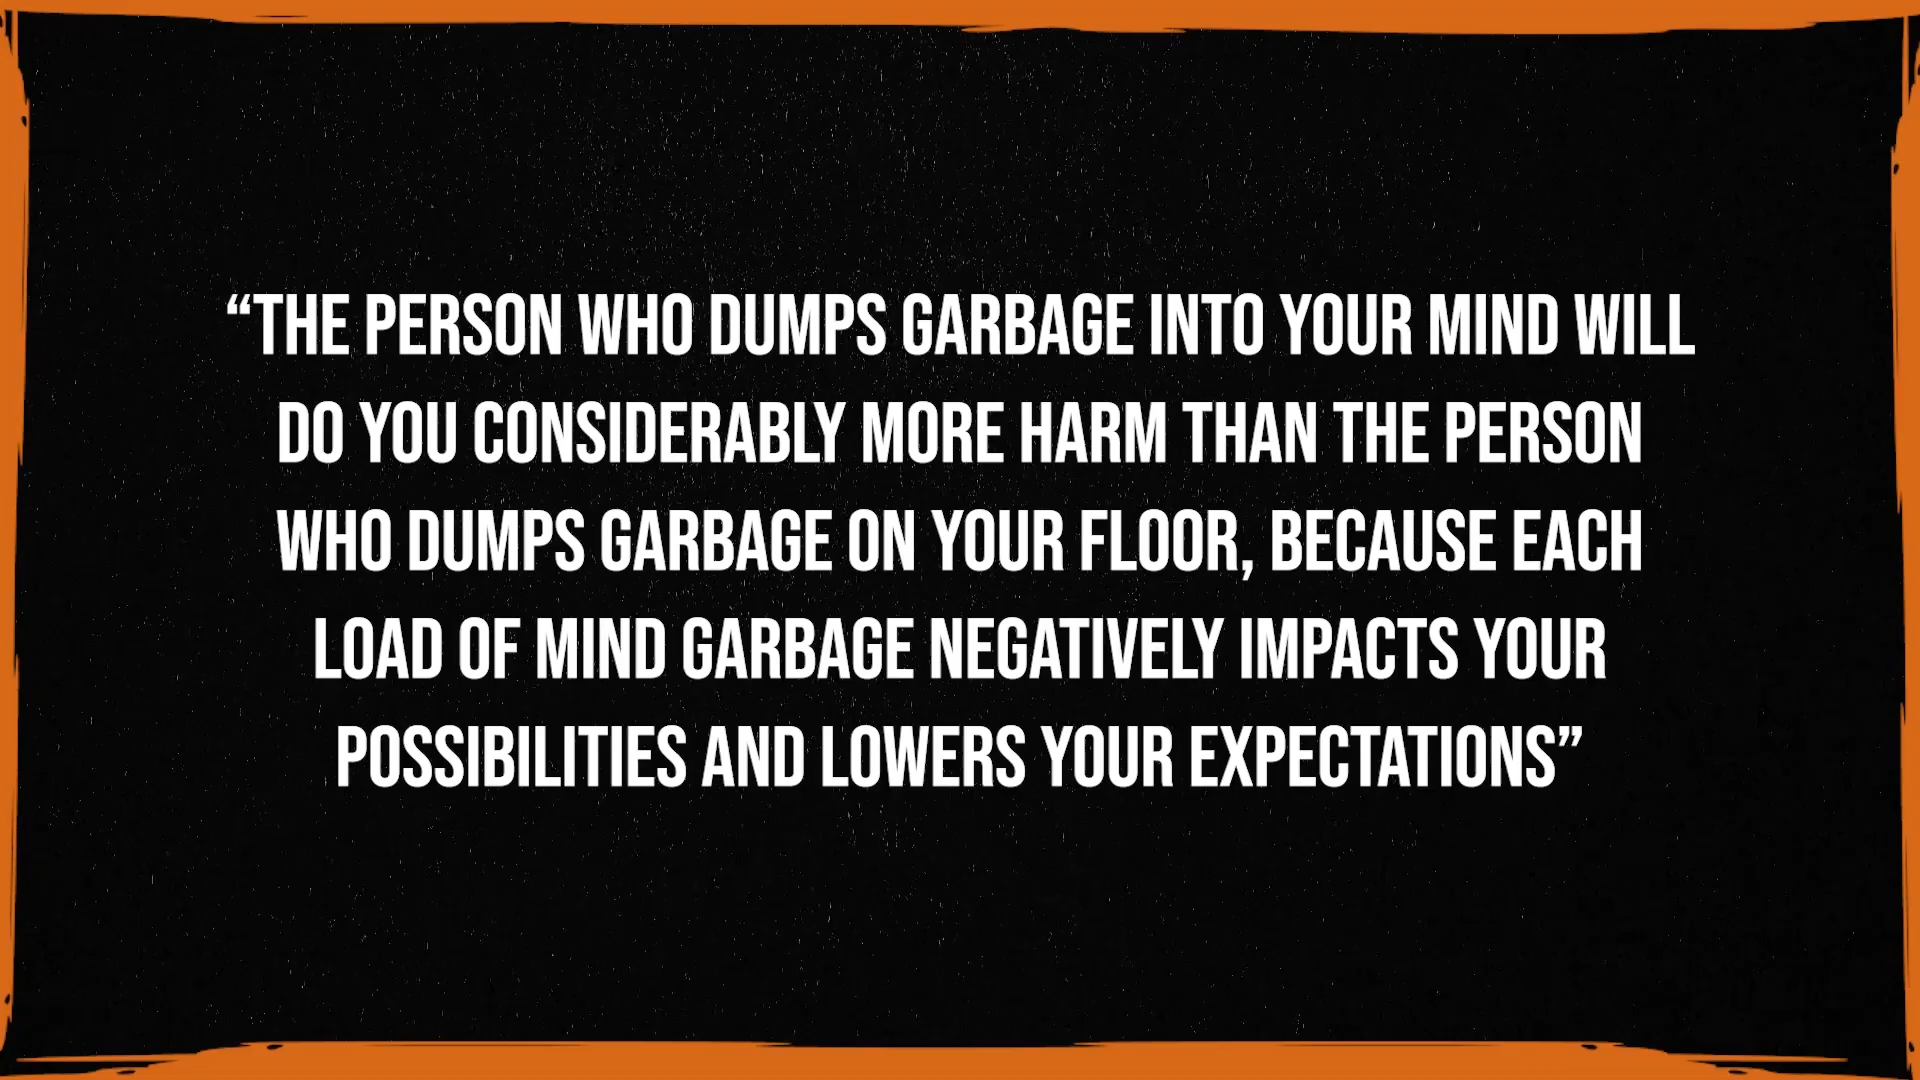 “THE PERSON WHO DUMPS GARBAGE INTO YOUR MIND WILL
DO YOU CONSIDERABLY MORE HARM THAN THE PERSON
WHO DUMPS GARBAGE ON YOUR FLOOR, BECAUSE EACH
LOAD OF MIND GARBAGE NEGATIVELY IMPACTS YOUR
POSSIBILITIES AND LOWERS YOUR EXPECTATIONS”